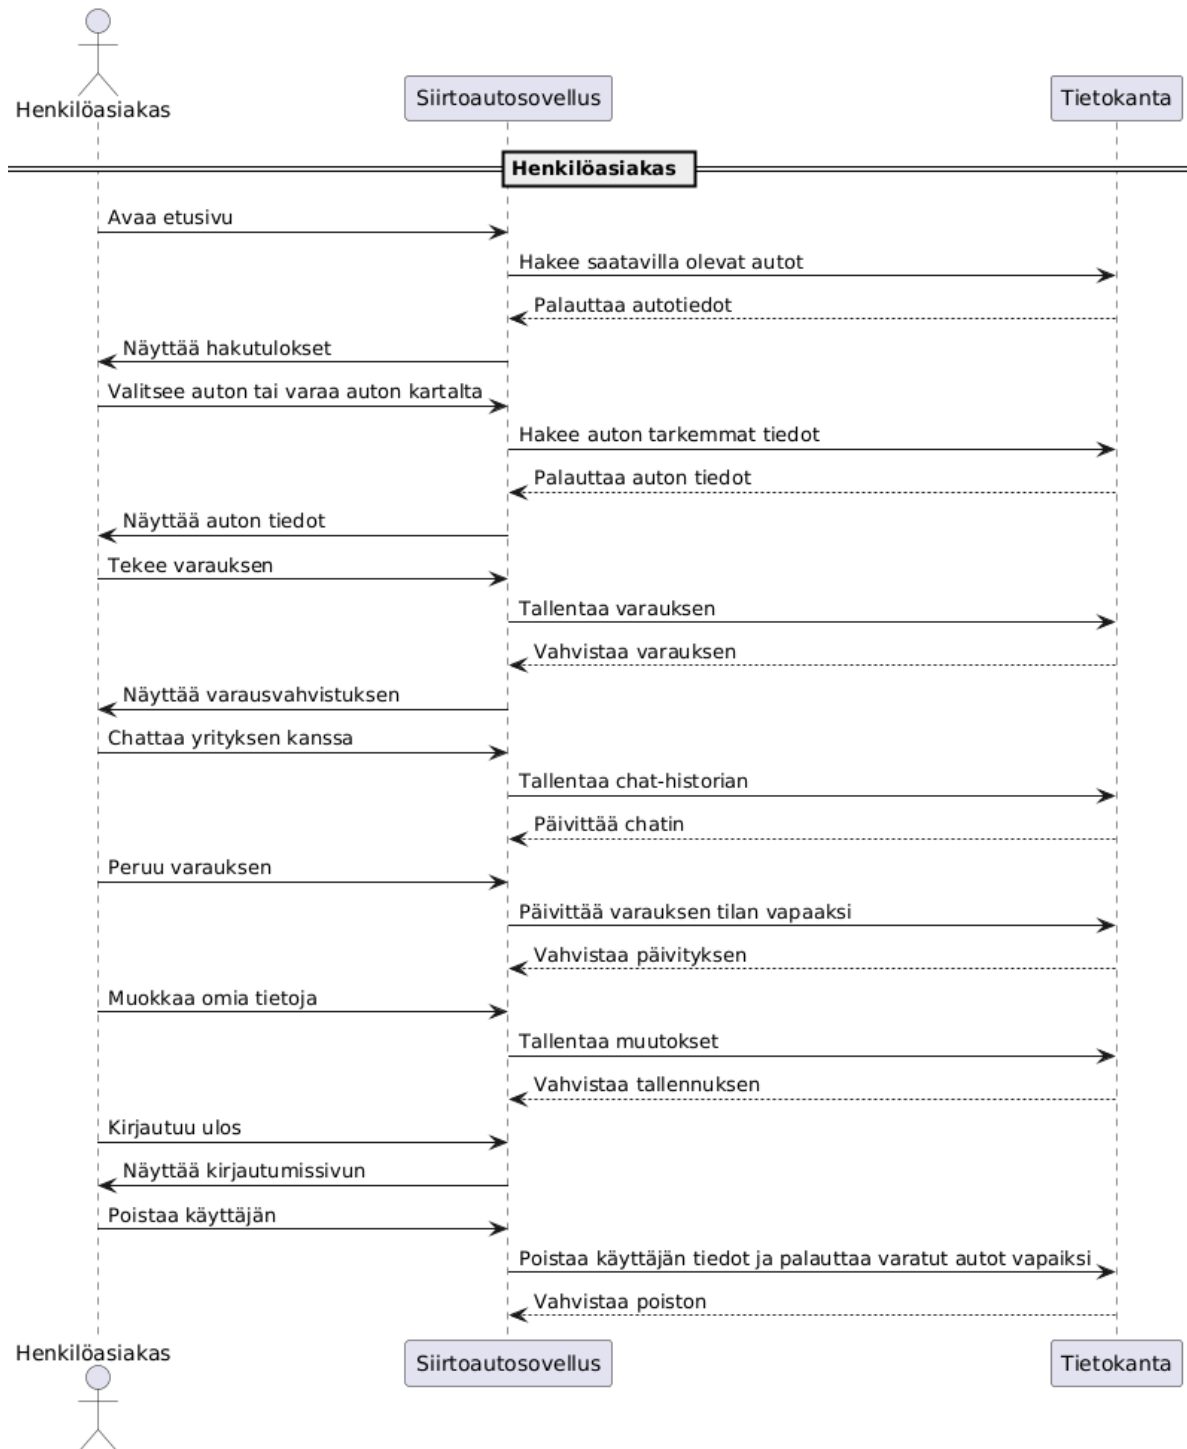 Henkilöasiakas
Siirtoautosovellus
Tietokanta
Henkilöasiakas
Avaa etusivu
Hakee saatavilla olevat autot
Palauttaa autotiedot
Näyttää hakutulokset
Valitsee auton tai varaa auton kartalta
Hakee auton tarkemmat tiedot
Palauttaa auton tiedot
Näyttää auton tiedot
Tekee varauksen
Tallentaa varauksen
Vahvistaa varauksen
Näyttää varausvahvistuksen
Chattaa yrityksen kanssa
Tallentaa chat-historian
Päivittää chatin
Peruu varauksen
Päivittää varauksen tilan vapaaksi
Vahvistaa päivityksen
Muokkaa omia tietoja
Tallentaa muutokset
Vahvistaa tallennuksen
Kirjautuu ulos
Näyttää kirjautumissivun
Poistaa käyttäjän
Poistaa käyttäjän tiedot ja palauttaa varatut autot vapaiksi
Vahvistaa poiston
Henkilöasiakas
Siirtoautosovellus
Tietokanta